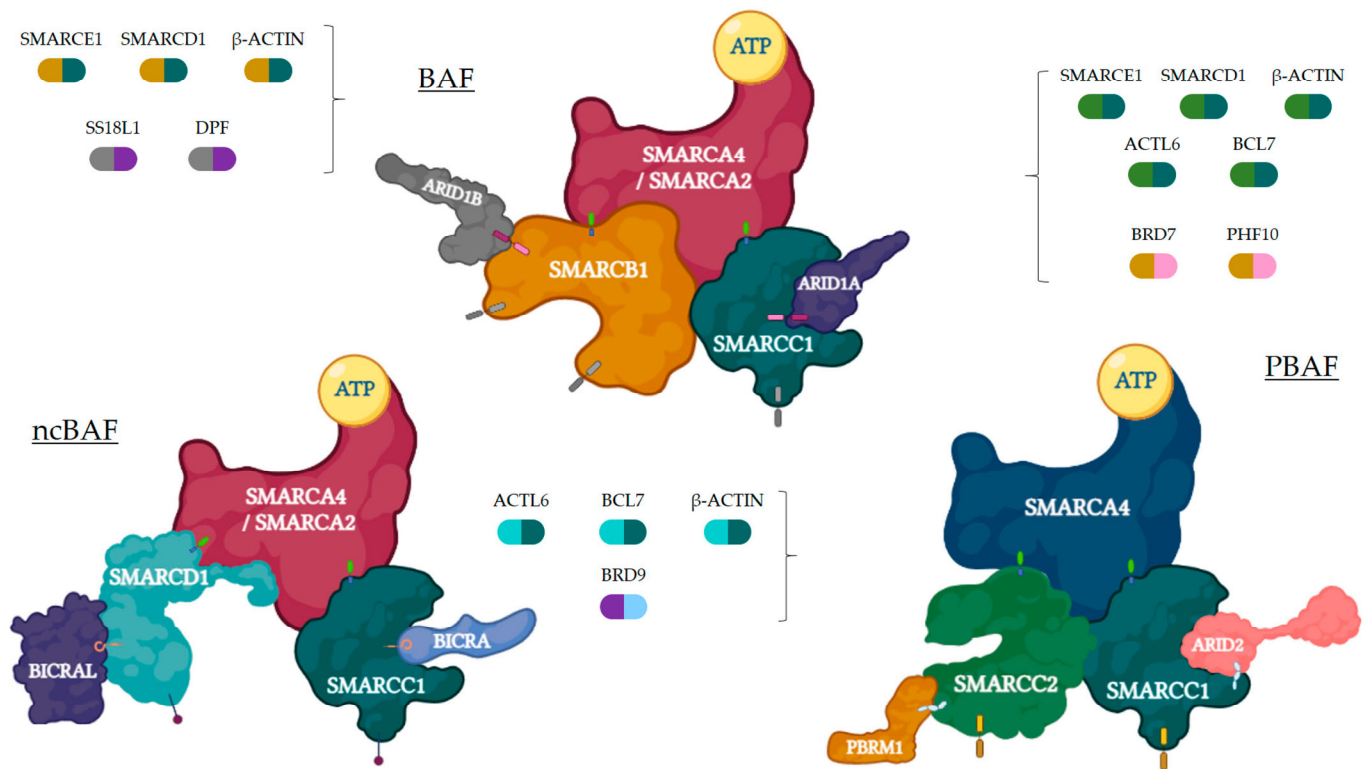 SMARCE1 SMARCD1 β-ACTIN
SS18L1 DPF
BAF
ATP
SMARCA4
/ SMARCA2
ARID1B
SMARCB1
ARID1A
SMARCC1
SMARCE1 SMARCD1 β-ACTIN
ACTL6 BCL7
BRD7 PHF10
PBAF
ncBAF
ATP
SMARCA4
/ SMARCA2
SMARCD1
BICRAL
BICRA
SMARCC1
ACTL6 BCL7 β-ACTIN
BRD9
ATP
SMARCA4
ARID2
SMARCC2
SMARCC1
PBRM1